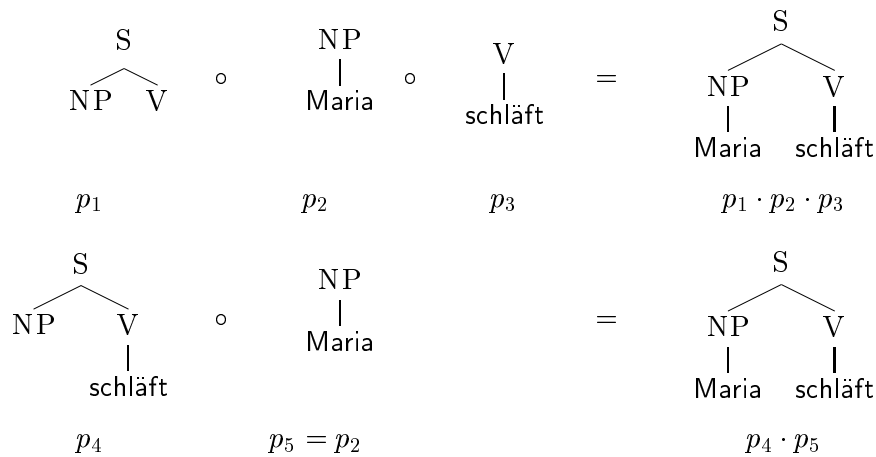 S
NP V ∘ NP Maria ∘ V schläft = S NP V Maria schläft
p₁ p₂ p₃ p₁ · p₂ · p₃
S
NP V schläft ∘ NP Maria = S NP V Maria schläft
p₄ p₅ = p₂ p₄ · p₅